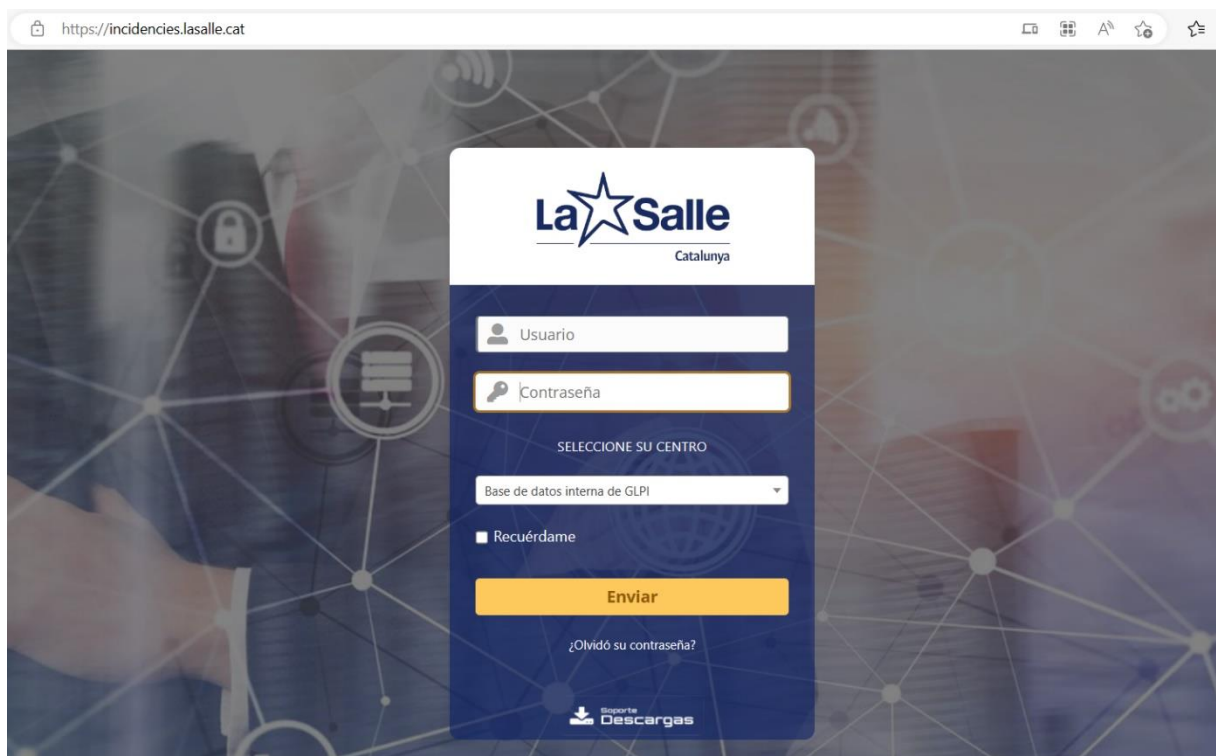 https://incidencies.lasalle.cat
La Salle
Catalunya
Usuario
Contraseña
SELECCIONE SU CENTRO
Base de datos interna de GLPI
Recuérdame
Enviar
¿Olvidó su contraseña?
Soporte
Descargas